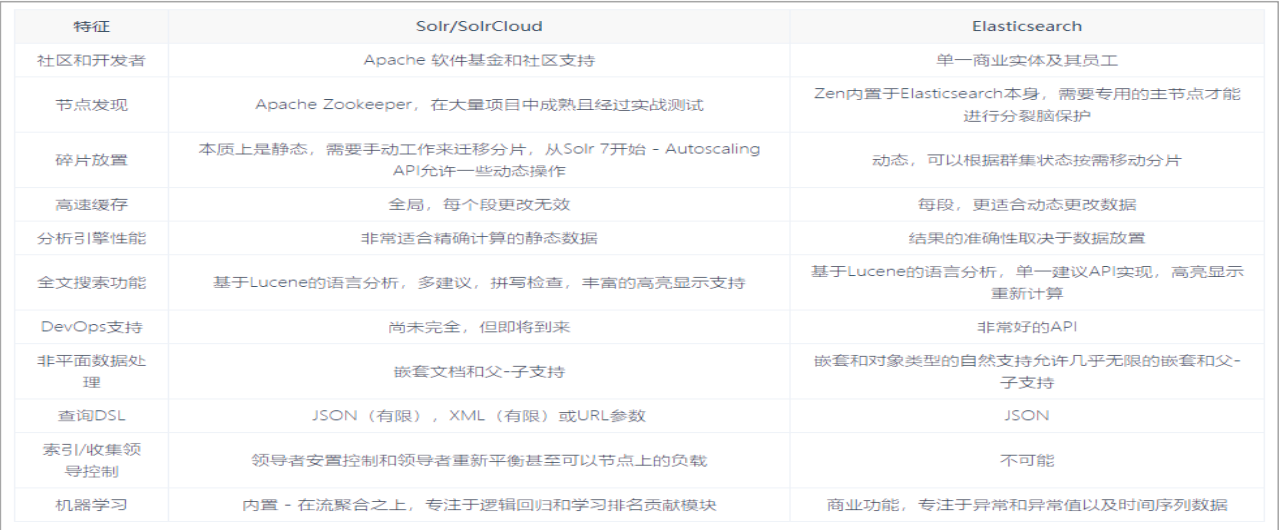 特征 Solr/SolrCloud Elasticsearch
社区和开发者 Apache 软件基金和社区支持 单一商业实体及其员工
节点发现 Apache Zookeeper，在大量项目中成熟且经过实战测试 Zen内置于Elasticsearch本身，需要专用的主节点才能
进行分裂脑保护
碎片放置 本质上是静态，需要手动工作来迁移分片，从Solr 7开始 - Autoscaling
API允许一些动态操作 动态，可以根据群集状态按需移动分片
高速缓存 全局，每个段更改无效 每段，更适合动态更改数据
分析引擎性能 非常适合精确计算的静态数据 结果的准确性取决于数据放置
全文搜索功能 基于Lucene的语言分析，多建议，拼写检查，丰富的高亮显示支持 基于Lucene的语言分析，单一建议API实现，高亮显示
重新计算
DevOps支持 尚未完全，但即将到来 非常好的API
非平面数据处
理 嵌套文档和父-子支持 嵌套和对象类型的自然支持允许几乎无限的嵌套和父-
子支持
查询DSL JSON（有限），XML（有限）或URL参数 JSON
索引/收集领
导控制 领导者安置控制和领导者重新平衡甚至可以节点上的负载 不可能
机器学习 内置 - 在流聚合之上，专注于逻辑回归和学习排名贡献模块 商业功能，专注于异常和异常值以及时间序列数据